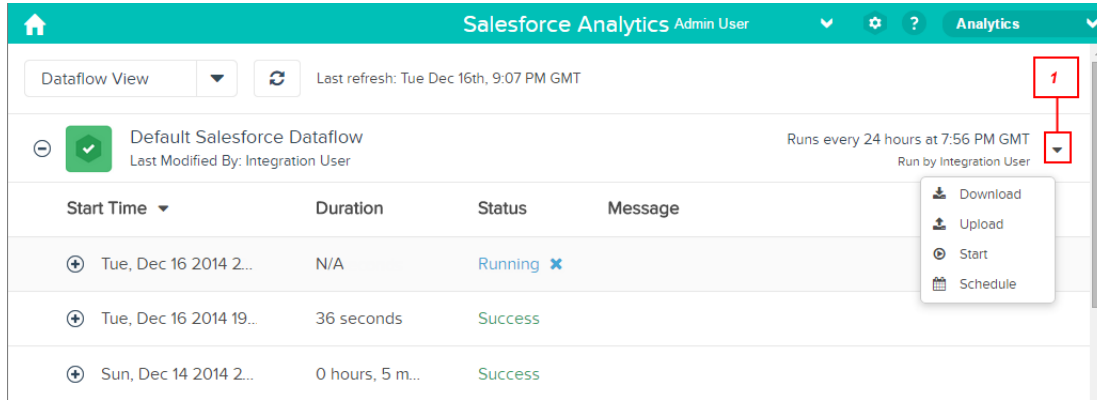 Salesforce Analytics Admin User ? Analytics
Dataflow View Last refresh: Tue Dec 16th, 9:07 PM GMT
1
Default Salesforce Dataflow
Last Modified By: Integration User
Runs every 24 hours at 7:56 PM GMT
Run by Integration User
Download
Upload
Start
Schedule
Start Time Duration Status Message
Tue, Dec 16 2014 2... N/A Running
Tue, Dec 16 2014 19... 36 seconds Success
Sun, Dec 14 2014 2... 0 hours, 5 m... Success